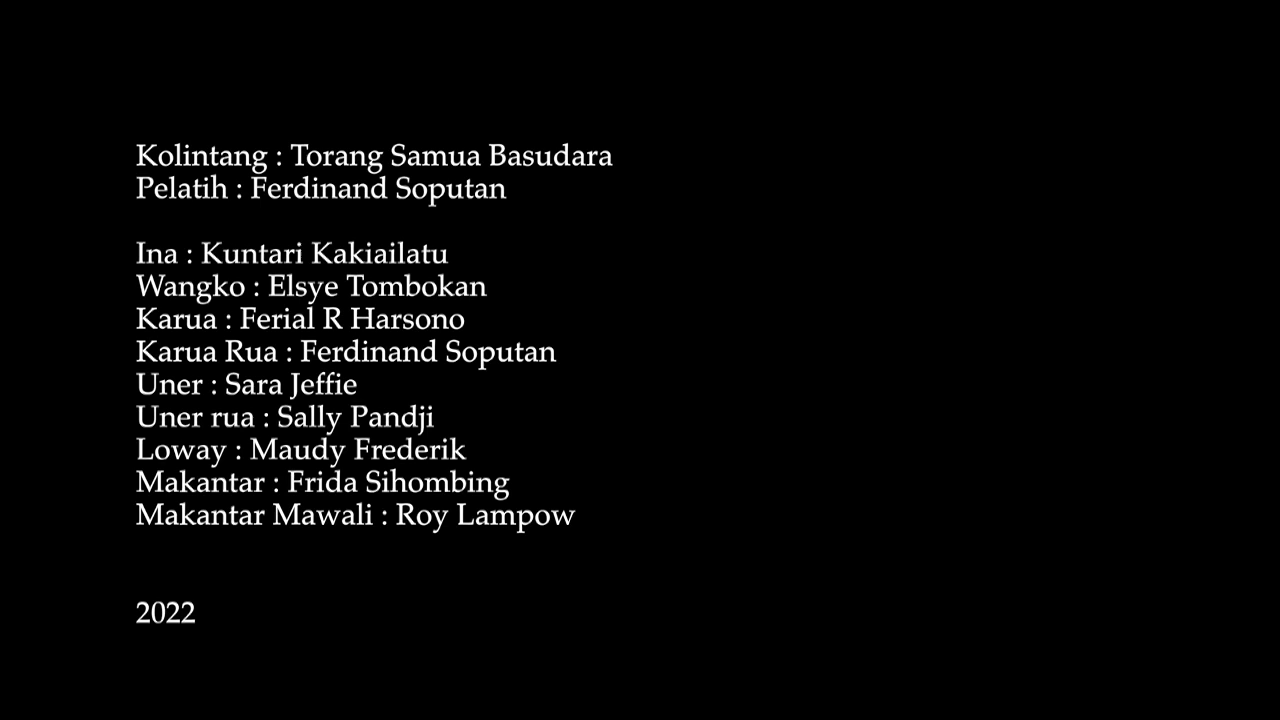 Kolintang : Torang Samua Basudara
Pelatih : Ferdinand Soputan
Ina : Kuntari Kakiailatu
Wangko : Elsye Tombokan
Karua : Ferial R Harsono
Karua Rua : Ferdinand Soputan
Uner : Sara Jeffie
Uner rua : Sally Pandji
Loway : Maudy Frederik
Makantar : Frida Sihombing
Makantar Mawali : Roy Lampow
2022